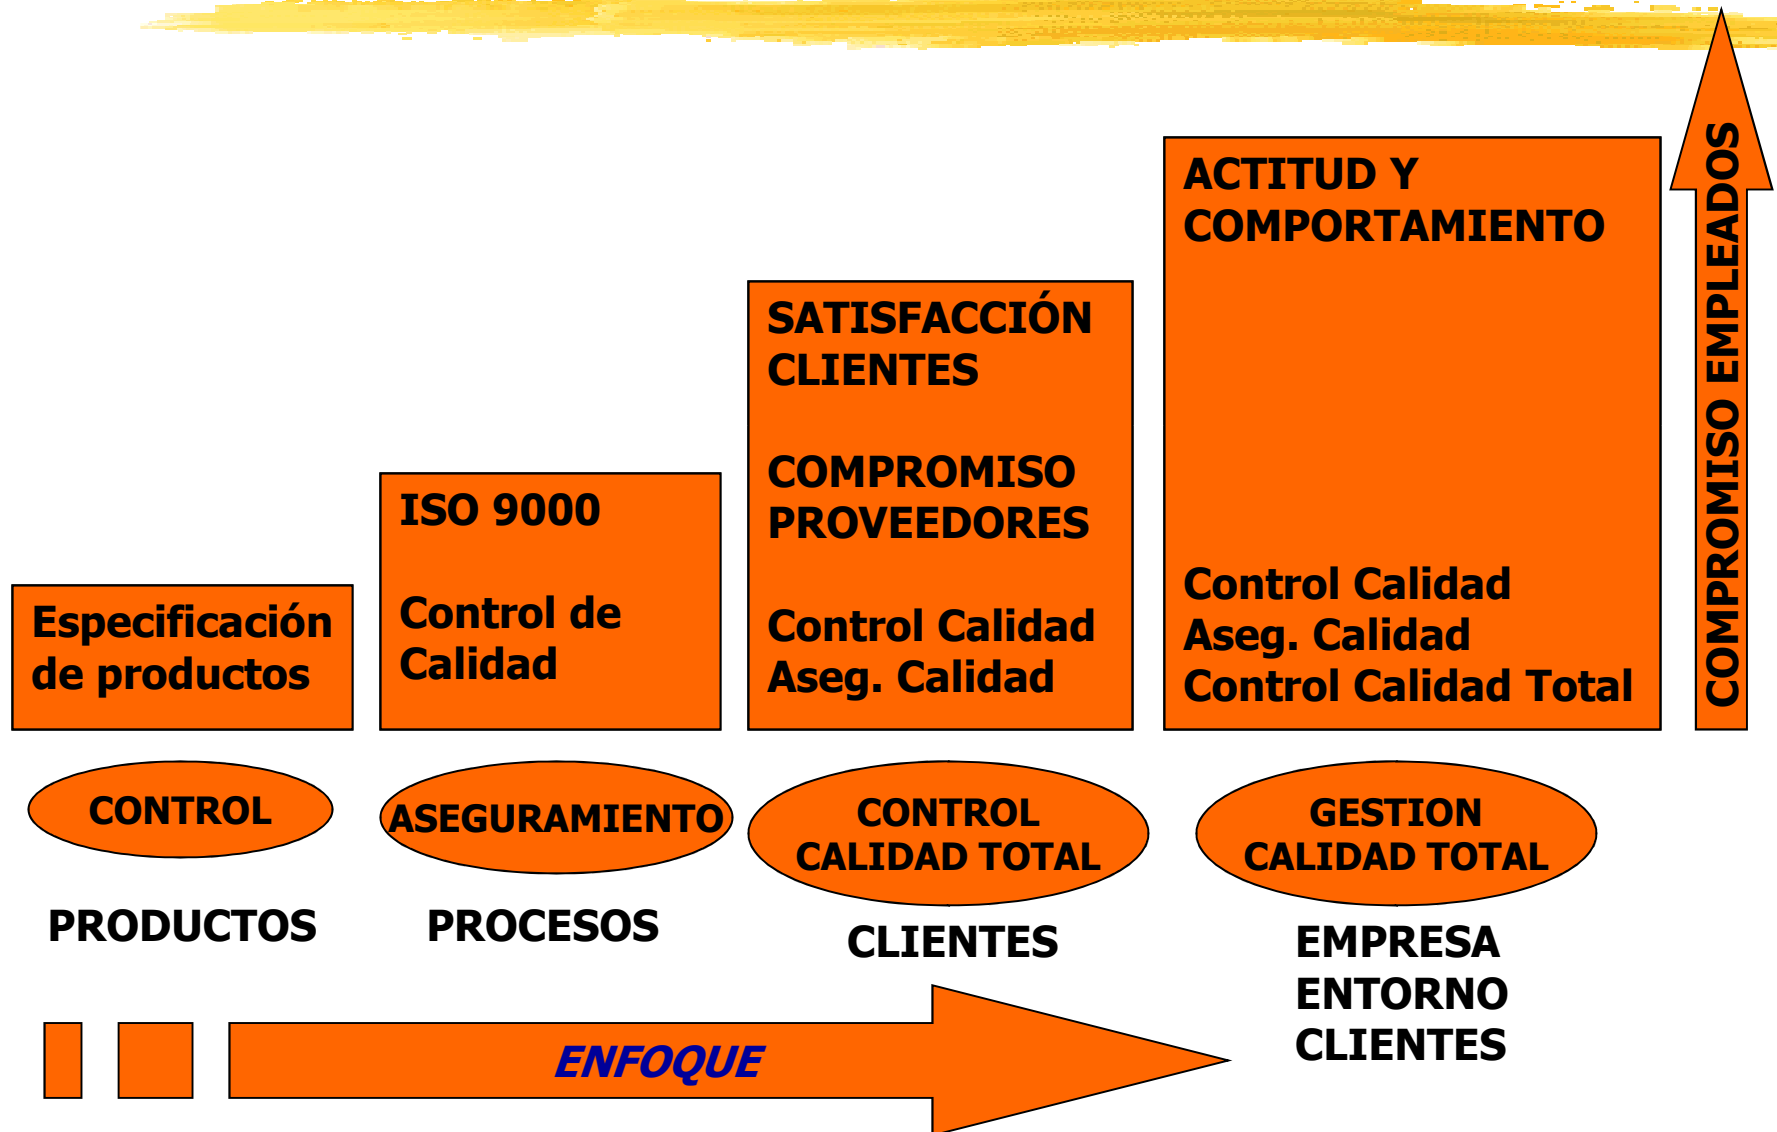 Especificación
de productos
ISO 9000
Control de
Calidad
SATISFACCIÓN
CLIENTES
COMPROMISO
PROVEEDORES
Control Calidad
Aseg. Calidad
ACTITUD Y
COMPORTAMIENTO
Control Calidad
Aseg. Calidad
Control Calidad Total
COMPROMISO EMPLEADOS
CONTROL
ASEGURAMIENTO
CONTROL
CALIDAD TOTAL
GESTION
CALIDAD TOTAL
PRODUCTOS
PROCESOS
CLIENTES
EMPRESA
ENTORNO
CLIENTES
ENFOQUE